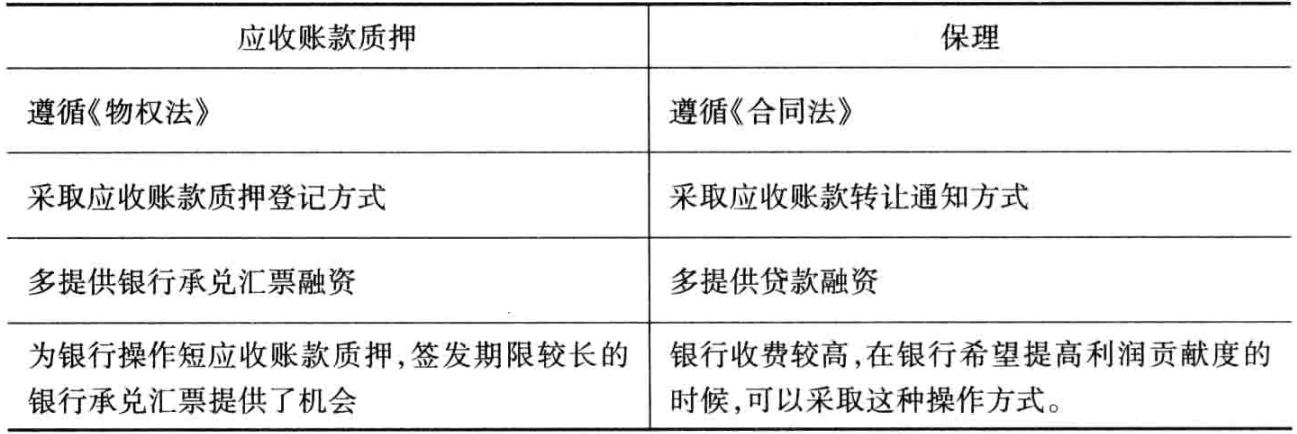 应收账款质押
保理
遵循《物权法》
遵循《合同法》
采取应收账款质押登记方式
采取应收账款转让通知方式
多提供银行承兑汇票融资
多提供贷款融资
为银行操作短应收账款质押,签发期限较长的
银行承兑汇票提供了机会
银行收费较高,在银行希望提高利润贡献度的
时候,可以采取这种操作方式。